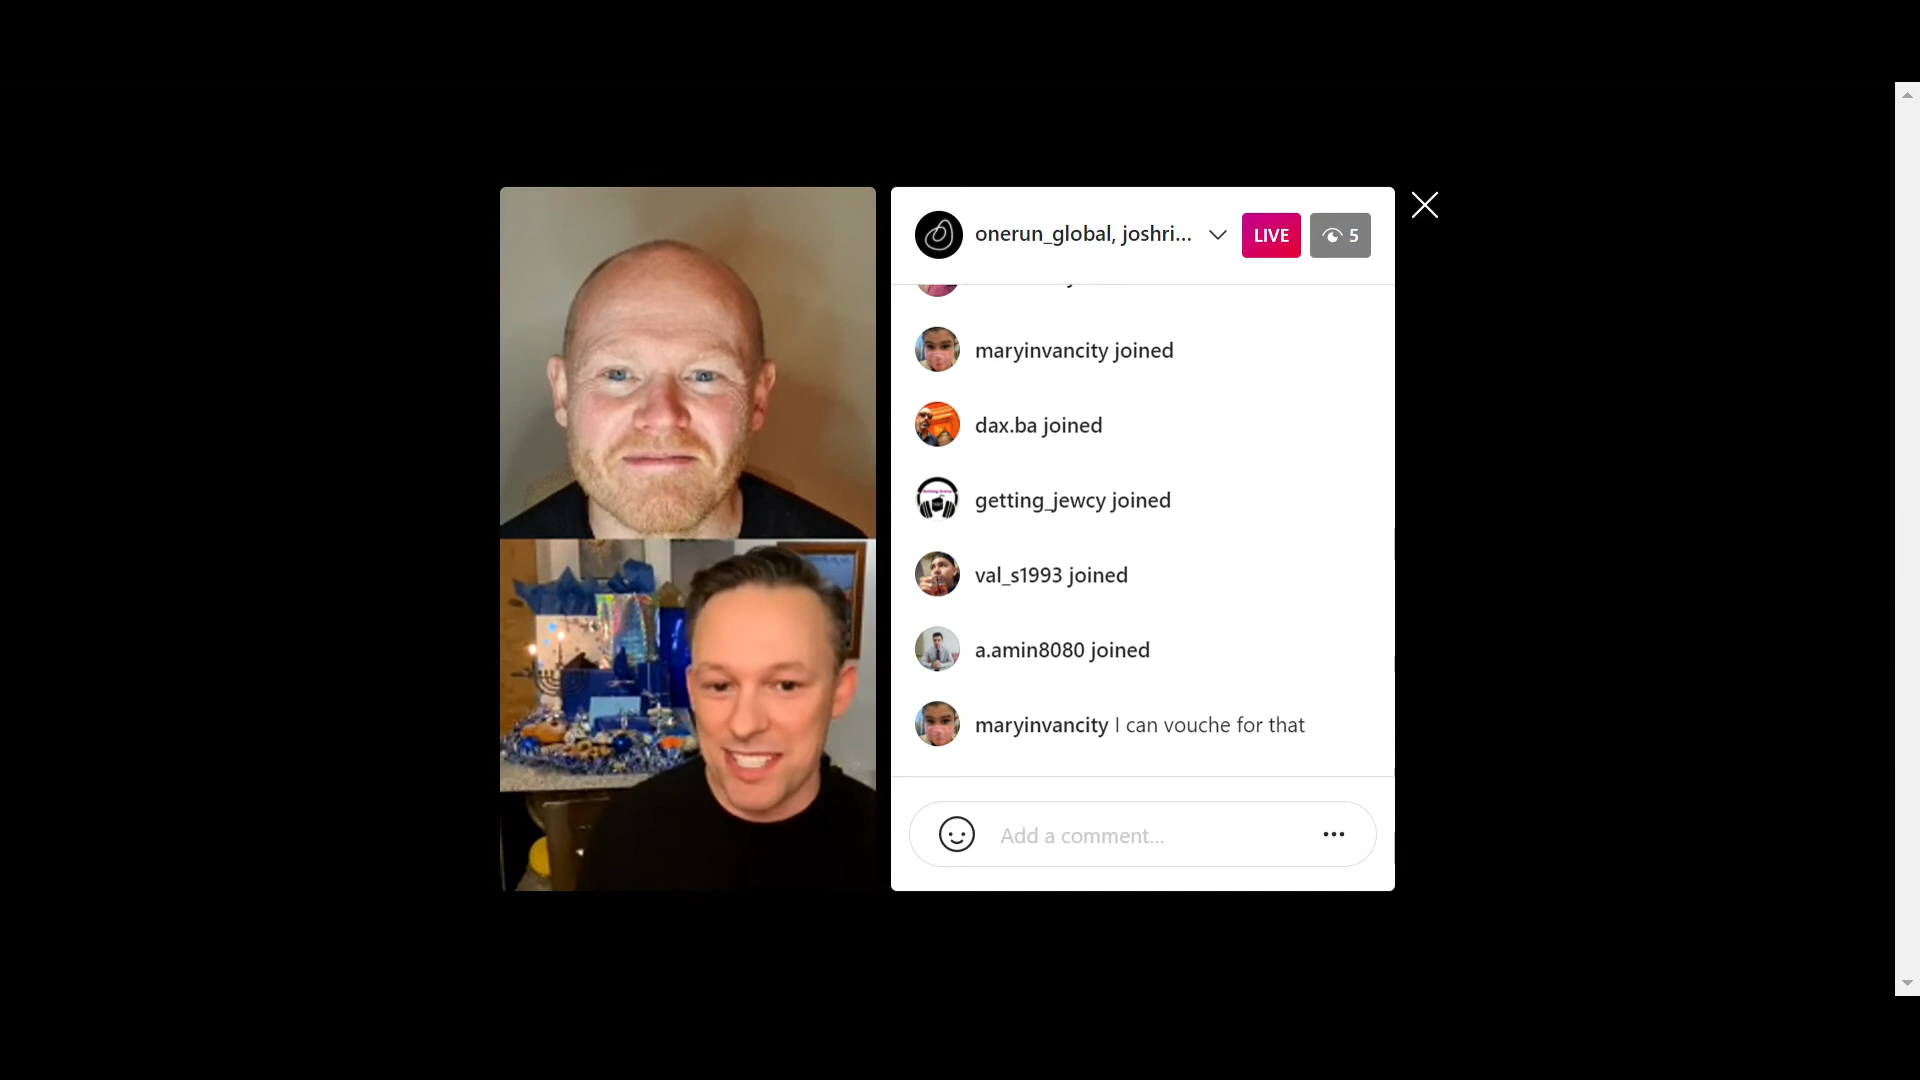 onerun_global, joshri...
LIVE
5
maryinvancity joined
dax.ba joined
getting_jewcy joined
val_s1993 joined
a.amin8080 joined
maryinvancity I can vouche for that
Add a comment...